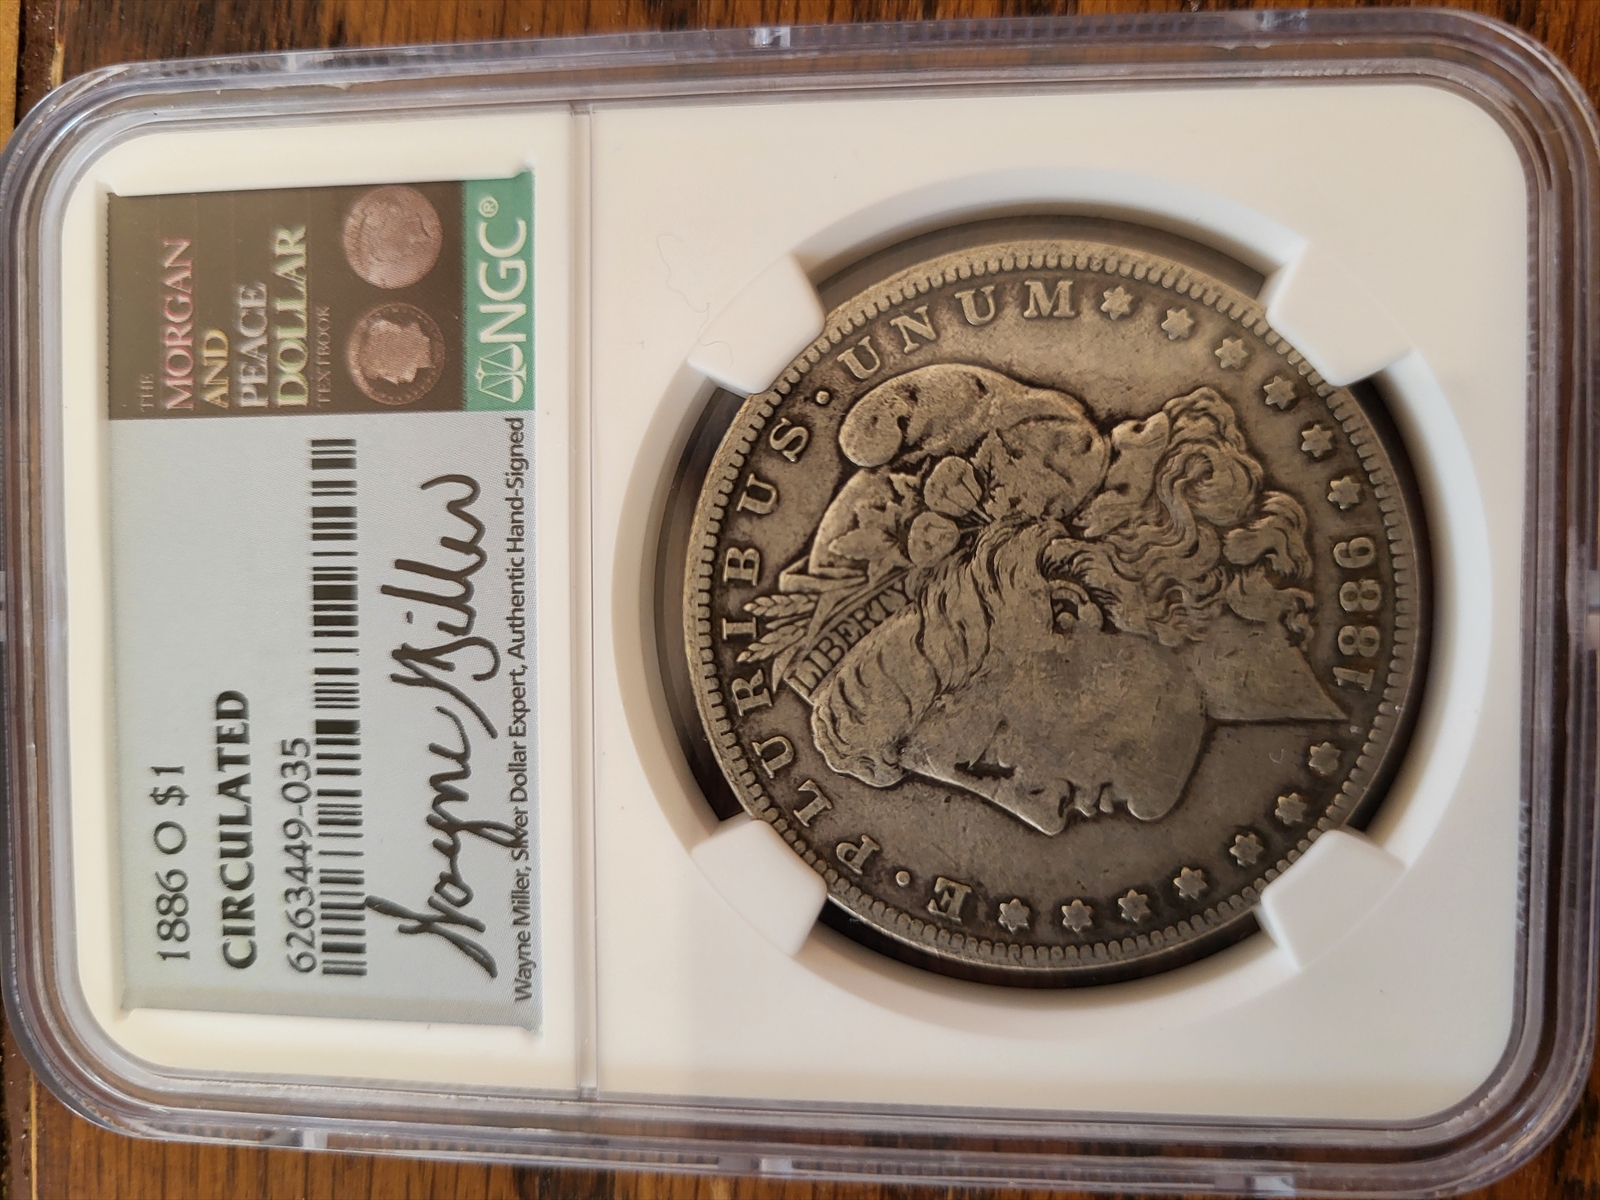 1886 O $1
CIRCULATED
6263449-035
Wayne Miller
Wayne Miller, Silver Dollar Expert, Authentic Hand-Signed
THE
MORGAN
AND
PEACE
DOLLAR
TEXTBOOK
NGC®
E · PLURIBUS · UNUM
LIBERTY
1886